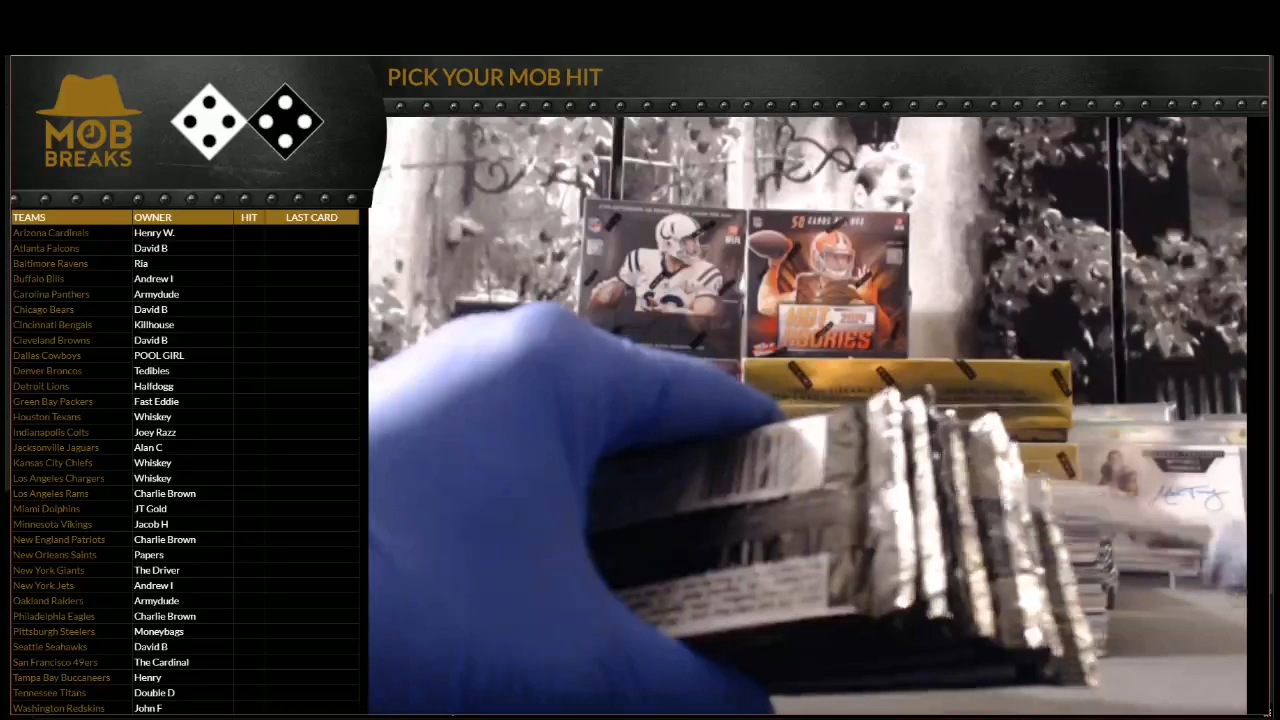 PICK YOUR MOB HIT
MOB
BREAKS
TEAMS OWNER HIT LAST CARD
Arizona Cardinals Henry W.
Atlanta Falcons David B
Baltimore Ravens Ria
Buffalo Bills Andrew I
Carolina Panthers Armydude
Chicago Bears David B
Cincinnati Bengals Killhouse
Cleveland Browns David B
Dallas Cowboys POOL GIRL
Denver Broncos Tedibles
Detroit Lions Halfdogg
Green Bay Packers Fast Eddie
Houston Texans Whiskey
Indianapolis Colts Joey Razz
Jacksonville Jaguars Alan C
Kansas City Chiefs Whiskey
Los Angeles Chargers Whiskey
Los Angeles Rams Charlie Brown
Miami Dolphins JT Gold
Minnesota Vikings Jacob H
New England Patriots Charlie Brown
New Orleans Saints Papers
New York Giants The Driver
New York Jets Andrew I
Oakland Raiders Armydude
Philadelphia Eagles Charlie Brown
Pittsburgh Steelers Moneybags
Seattle Seahawks David B
San Francisco 49ers The Cardinal
Tampa Bay Buccaneers Henry
Tennessee Titans Double D
Washington Redskins John F
HOT
ROOKIES